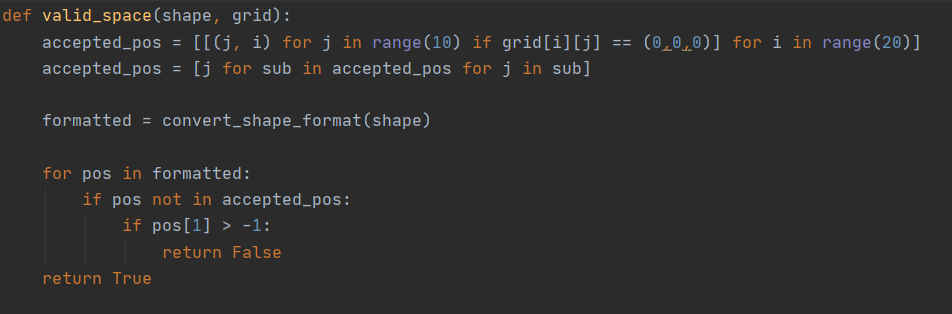 def valid_space(shape, grid):
    accepted_pos = [[(j, i) for j in range(10) if grid[i][j] == (0,0,0)] for i in range(20)]
    accepted_pos = [j for sub in accepted_pos for j in sub]

    formatted = convert_shape_format(shape)

    for pos in formatted:
        if pos not in accepted_pos:
            if pos[1] > -1:
                return False
    return True